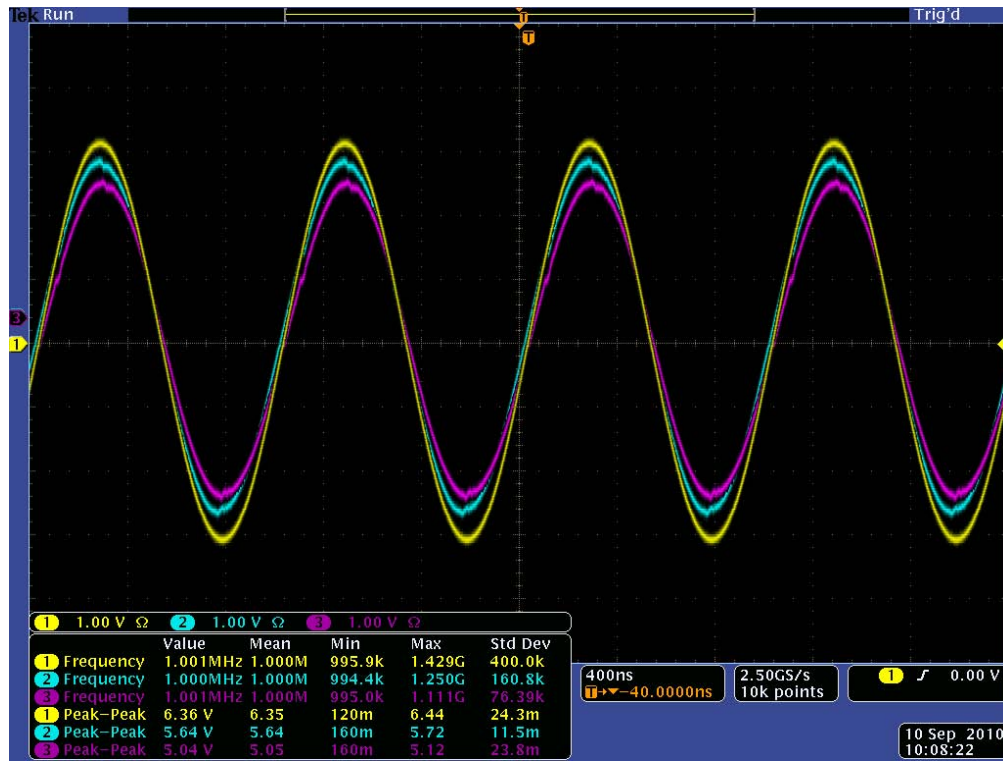 Tek Run Trig'd
T
T
3
1
1 1.00 V Ω 2 1.00 V Ω 3 1.00 V Ω
Value Mean Min Max Std Dev
1 Frequency 1.001MHz 1.000M 995.9k 1.429G 400.0k
2 Frequency 1.000MHz 1.000M 994.4k 1.250G 160.8k
3 Frequency 1.001MHz 1.000M 995.0k 1.111G 76.39k
1 Peak-Peak 6.36 V 6.35 120m 6.44 24.3m
2 Peak-Peak 5.64 V 5.64 160m 5.72 11.5m
3 Peak-Peak 5.04 V 5.05 160m 5.12 23.8m
400ns
T→▼-40.0000ns
2.50GS/s
10k points
1 ƒ 0.00 V
10 Sep 2010
10:08:22